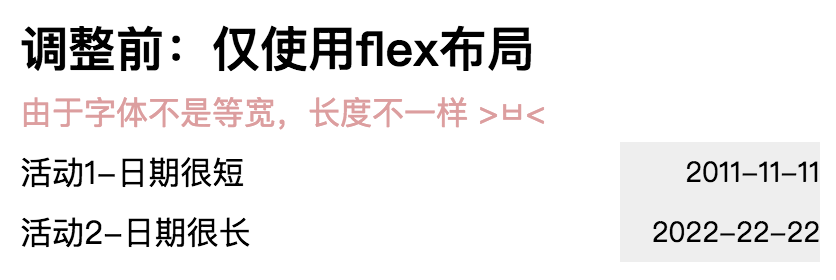 调整前：仅使用flex布局
由于字体不是等宽，长度不一样 >ㅂ<
活动1-日期很短 2011-11-11
活动2-日期很长 2022-22-22